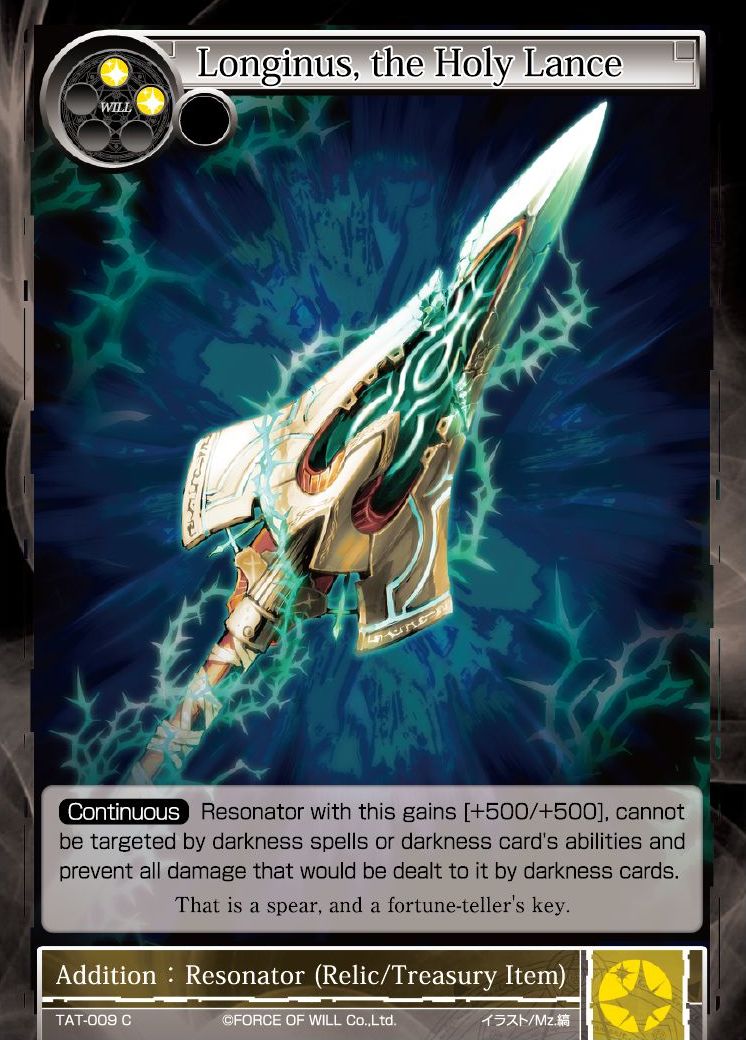 Longinus, the Holy Lance
WILL
Continuous Resonator with this gains [+500/+500], cannot
be targeted by darkness spells or darkness card's abilities and
prevent all damage that would be dealt to it by darkness cards.
That is a spear, and a fortune-teller's key.
Addition : Resonator (Relic/Treasury Item)
TAT-009 C ©FORCE OF WILL Co.,Ltd. イラスト/Mz.縞